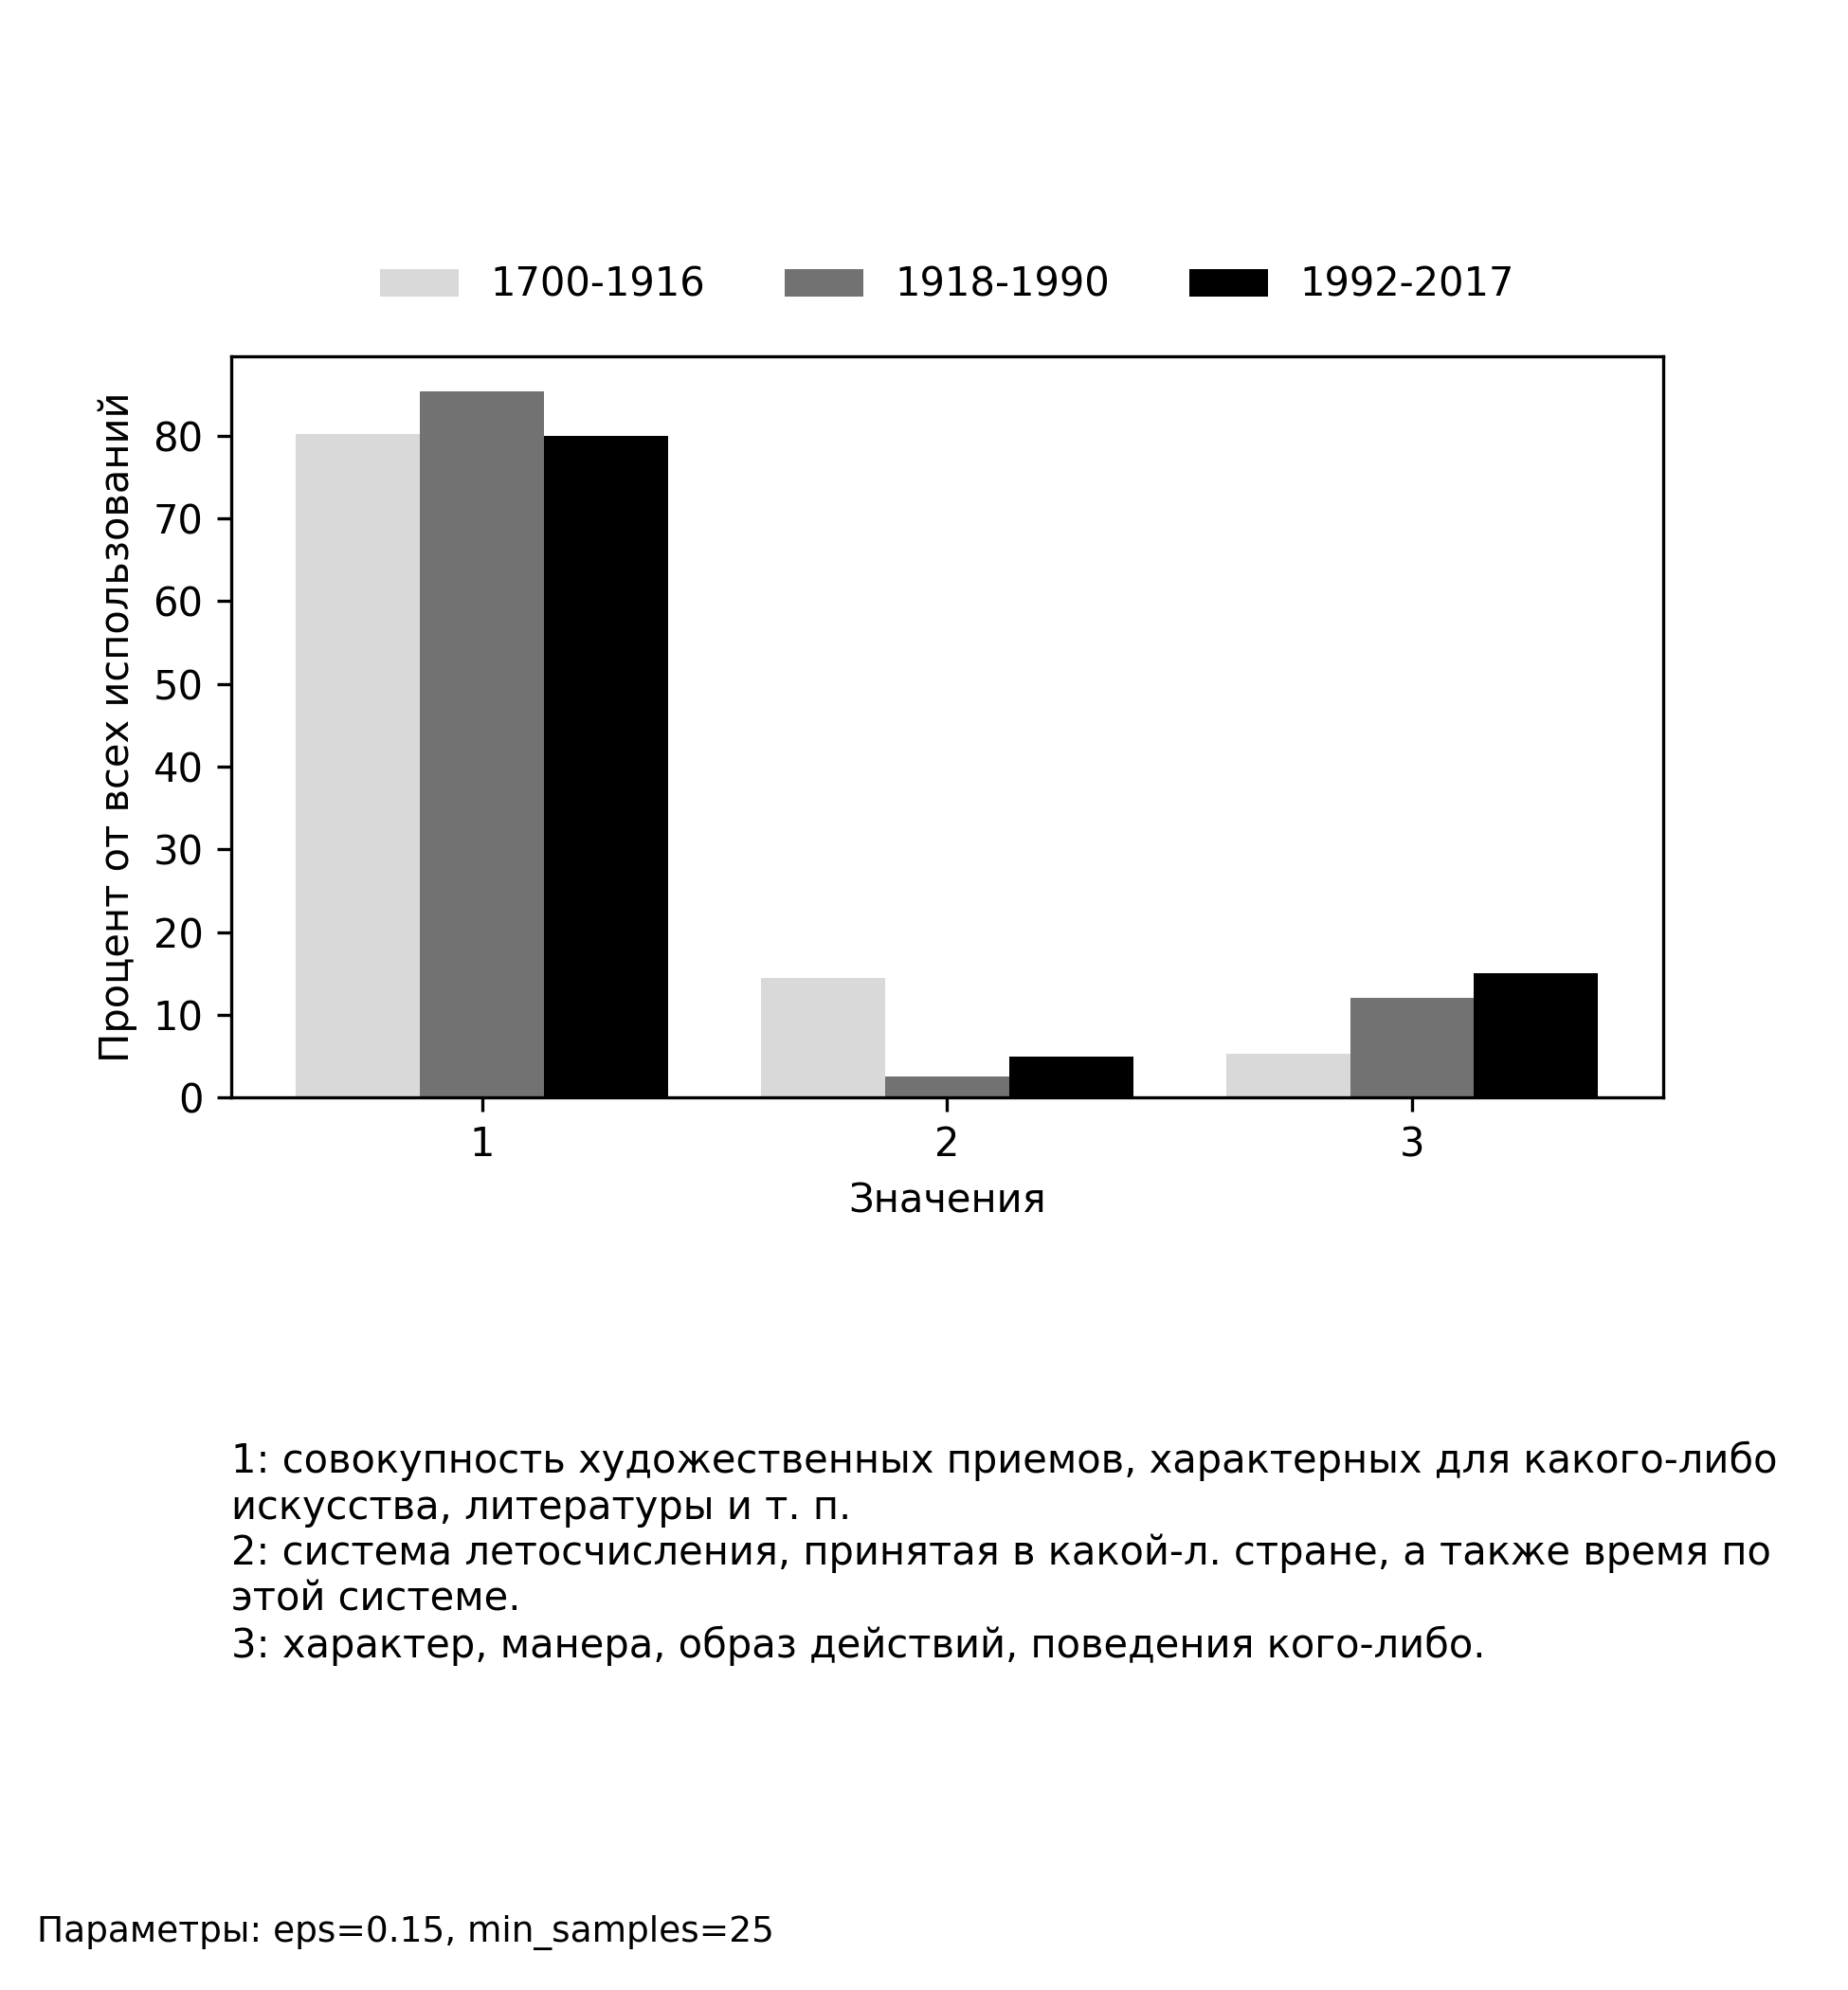 1700-1916
1918-1990
1992-2017
Процент от всех использований
80
70
60
50
40
30
20
10
0
1
2
3
Значения
1: совокупность художественных приемов, характерных для какого-либо
искусства, литературы и т. п.
2: система летосчисления, принятая в какой-л. стране, а также время по
этой системе.
3: характер, манера, образ действий, поведения кого-либо.
Параметры: eps=0.15, min_samples=25